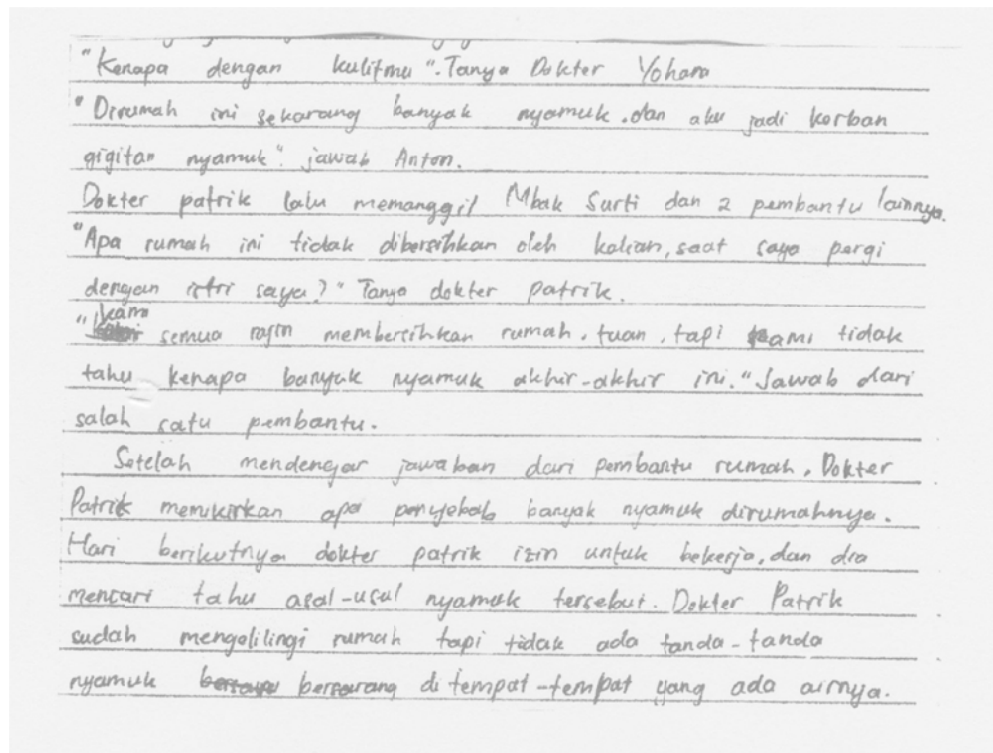 "Kenapa dengan kulitmu". Tanya Dokter Yohana
"Dirumah ini sekarang banyak nyamuk. dan aku jadi korban
gigitan nyamuk". jawab Anton.
Dokter patrik lalu memanggil Mbak Surti dan 2 pembantu lainnya.
"Apa rumah ini tidak dibersihkan oleh kalian, saat saya pergi
dengan istri saya?" Tanya dokter patrik.
"kami semua rajin membersihkan rumah, tuan, tapi kami tidak
tahu kenapa banyak nyamuk akhir-akhir ini." Jawab dari
salah satu pembantu.
Setelah mendengar jawaban dari pembantu rumah, Dokter
Patrik memikirkan apa penyebab banyak nyamuk dirumahnya.
Hari berikutnya dokter patrik izin untuk bekerja, dan dia
mencari tahu asal-usul nyamuk tersebut. Dokter Patrik
sudah mengelilingi rumah tapi tidak ada tanda-tanda
nyamuk bersarang di tempat-tempat yang ada airnya.